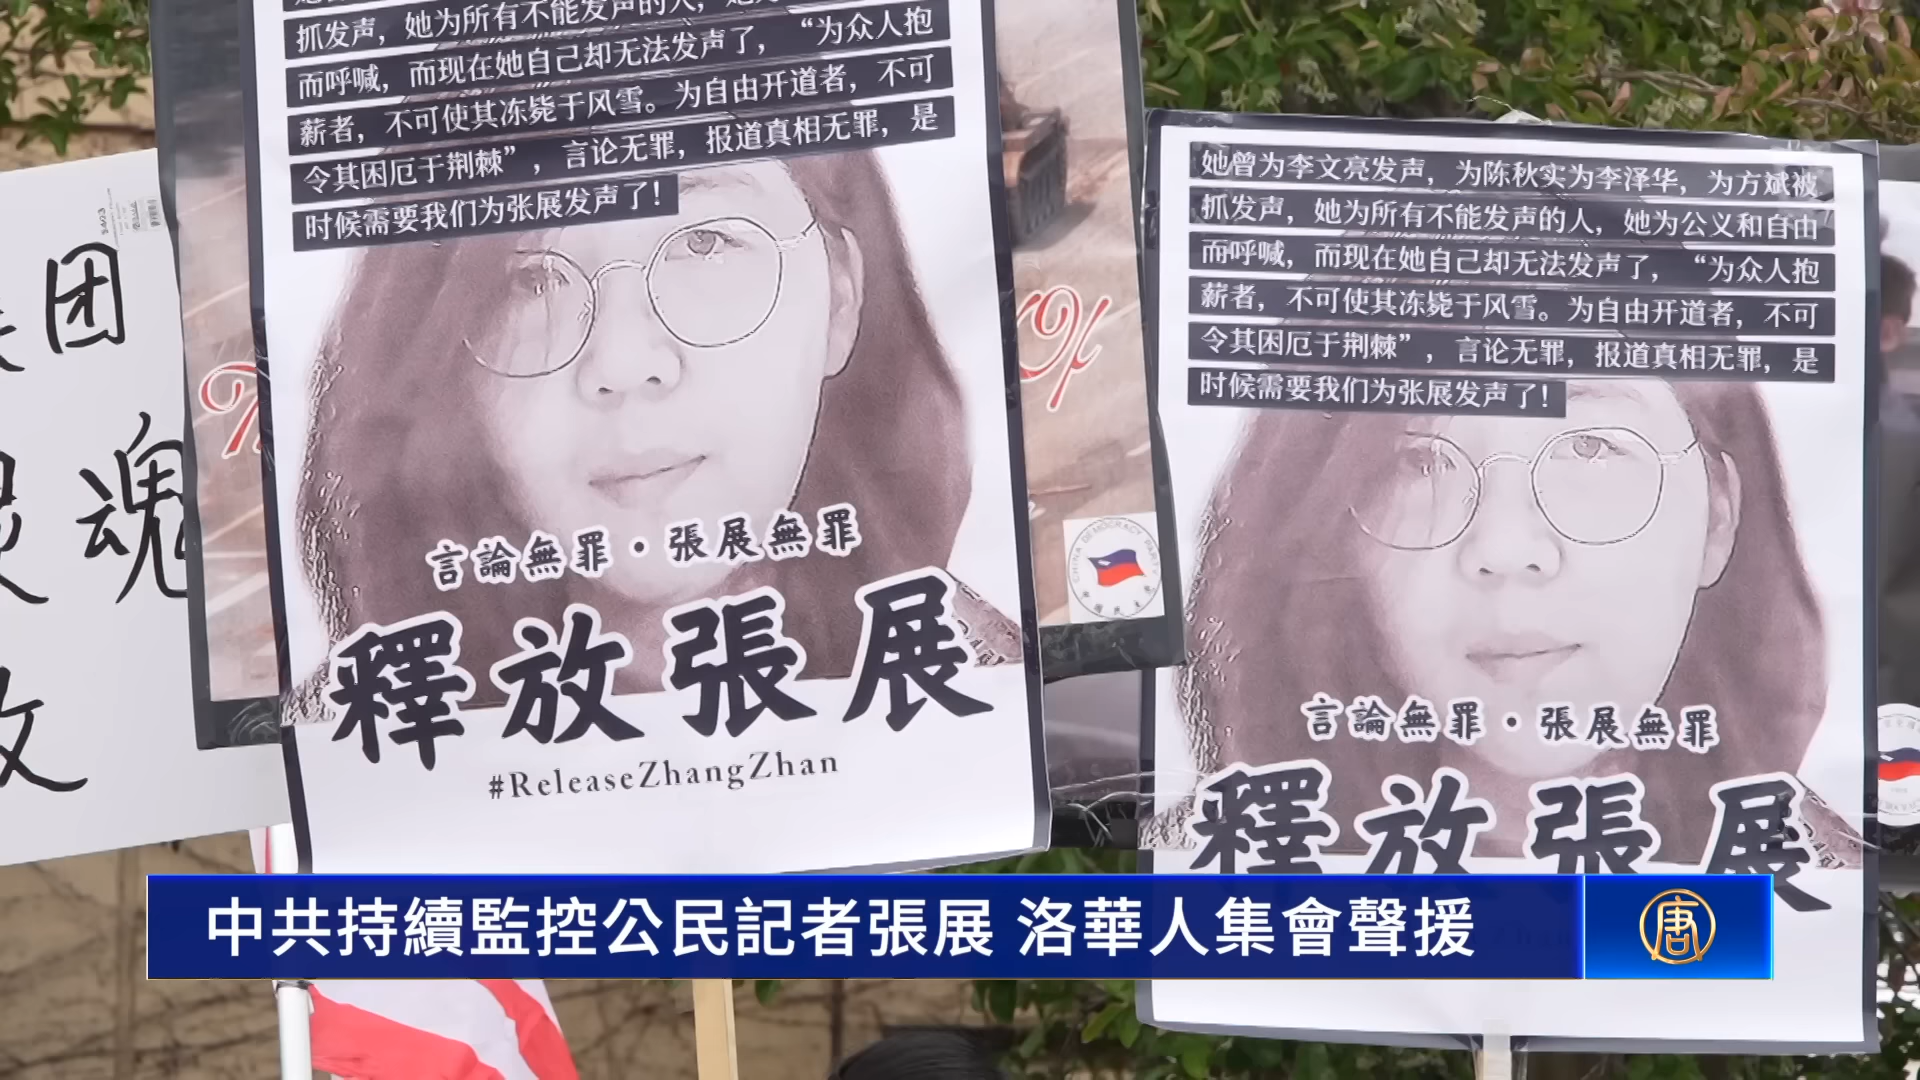 抓发声，她为所有不能发声的人，
而呼喊，而现在她自己却无法发声了，“为众人抱
薪者，不可使其冻毙于风雪。为自由开道者，不可
令其困厄于荆棘”，言论无罪，报道真相无罪，是
时候需要我们为张展发声了！
言論無罪·張展無罪
釋放張展
#ReleaseZhangZhan
她曾为李文亮发声，为陈秋实为李泽华，为方斌被
抓发声，她为所有不能发声的人，她为公义和自由
而呼喊，而现在她自己却无法发声了，“为众人抱
薪者，不可使其冻毙于风雪。为自由开道者，不可
令其困厄于荆棘”，言论无罪，报道真相无罪，是
时候需要我们为张展发声了！
言論無罪·張展無罪
釋放張展
团
魂
CHINA DEMOCRACY PARTY
中国民主党
中共持續監控公民記者張展 洛華人集會聲援
唐